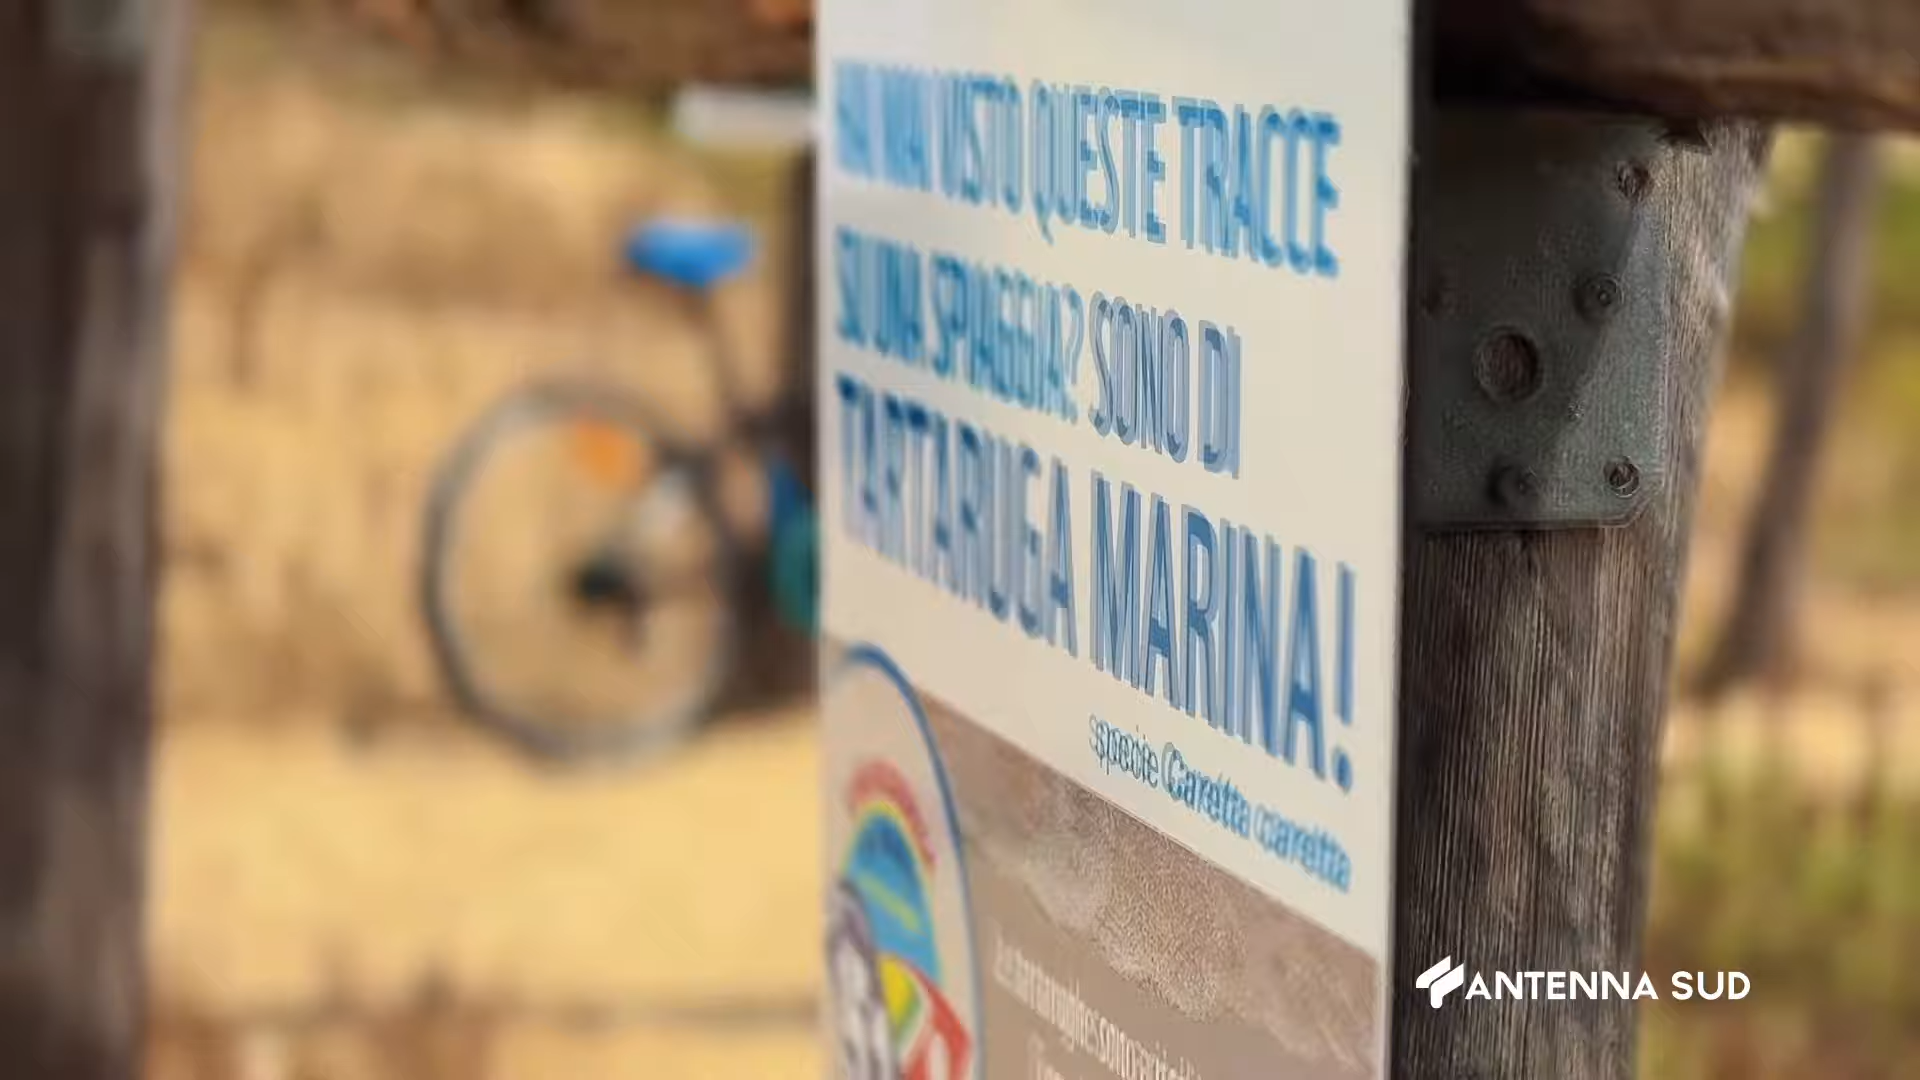 HAI MAI VISTO QUESTE TRACCE
SU UNA SPIAGGIA? SONO DI
TARTARUGA MARINA!
specie Caretta caretta
ANTENNA SUD